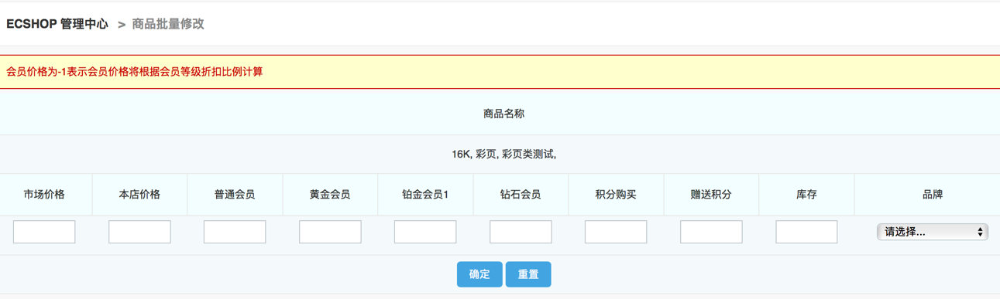 ECSHOP 管理中心 > 商品批量修改
会员价格为-1表示会员价格将根据会员等级折扣比例计算
商品名称
16K, 彩页, 彩页类测试,
市场价格 本店价格 普通会员 黄金会员 铂金会员1 钻石会员 积分购买 赠送积分 库存 品牌
请选择...
确定 重置